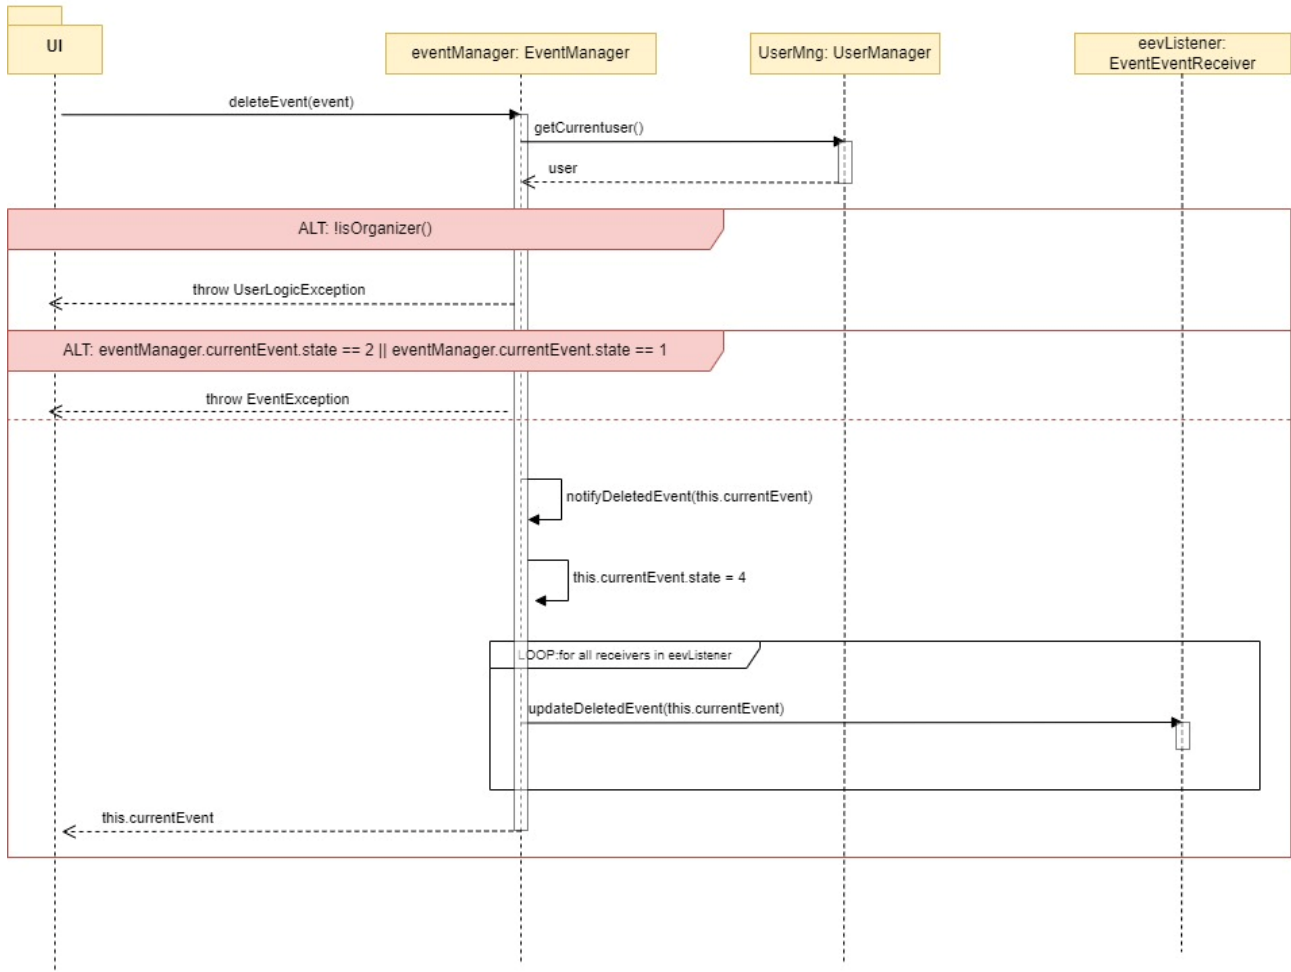 UI
eventManager: EventManager
UserMng: UserManager
eevListener:
EventEventReceiver
deleteEvent(event)
getCurrentuser()
user
ALT: !isOrganizer()
throw UserLogicException
ALT: eventManager.currentEvent.state == 2 || eventManager.currentEvent.state == 1
throw EventException
notifyDeletedEvent(this.currentEvent)
this.currentEvent.state = 4
LOOP:for all receivers in eevListener
updateDeletedEvent(this.currentEvent)
this.currentEvent